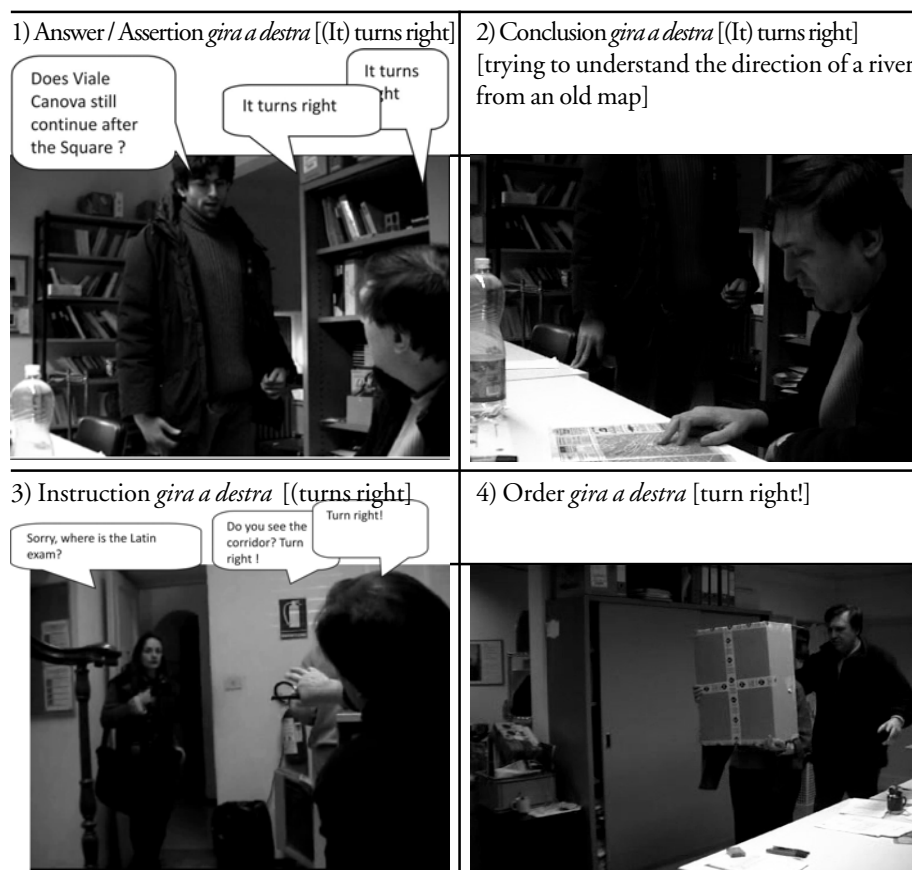 1) Answer / Assertion gira a destra [(It) turns right]
Does Viale
Canova still
continue after
the Square ?
It turns right
It turns
ght
2) Conclusion gira a destra [(It) turns right]
[trying to understand the direction of a river
from an old map]
3) Instruction gira a destra [(turns right]
Sorry, where is the Latin
exam?
Do you see the
corridor? Turn
right !
Turn right!
4) Order gira a destra [turn right!]